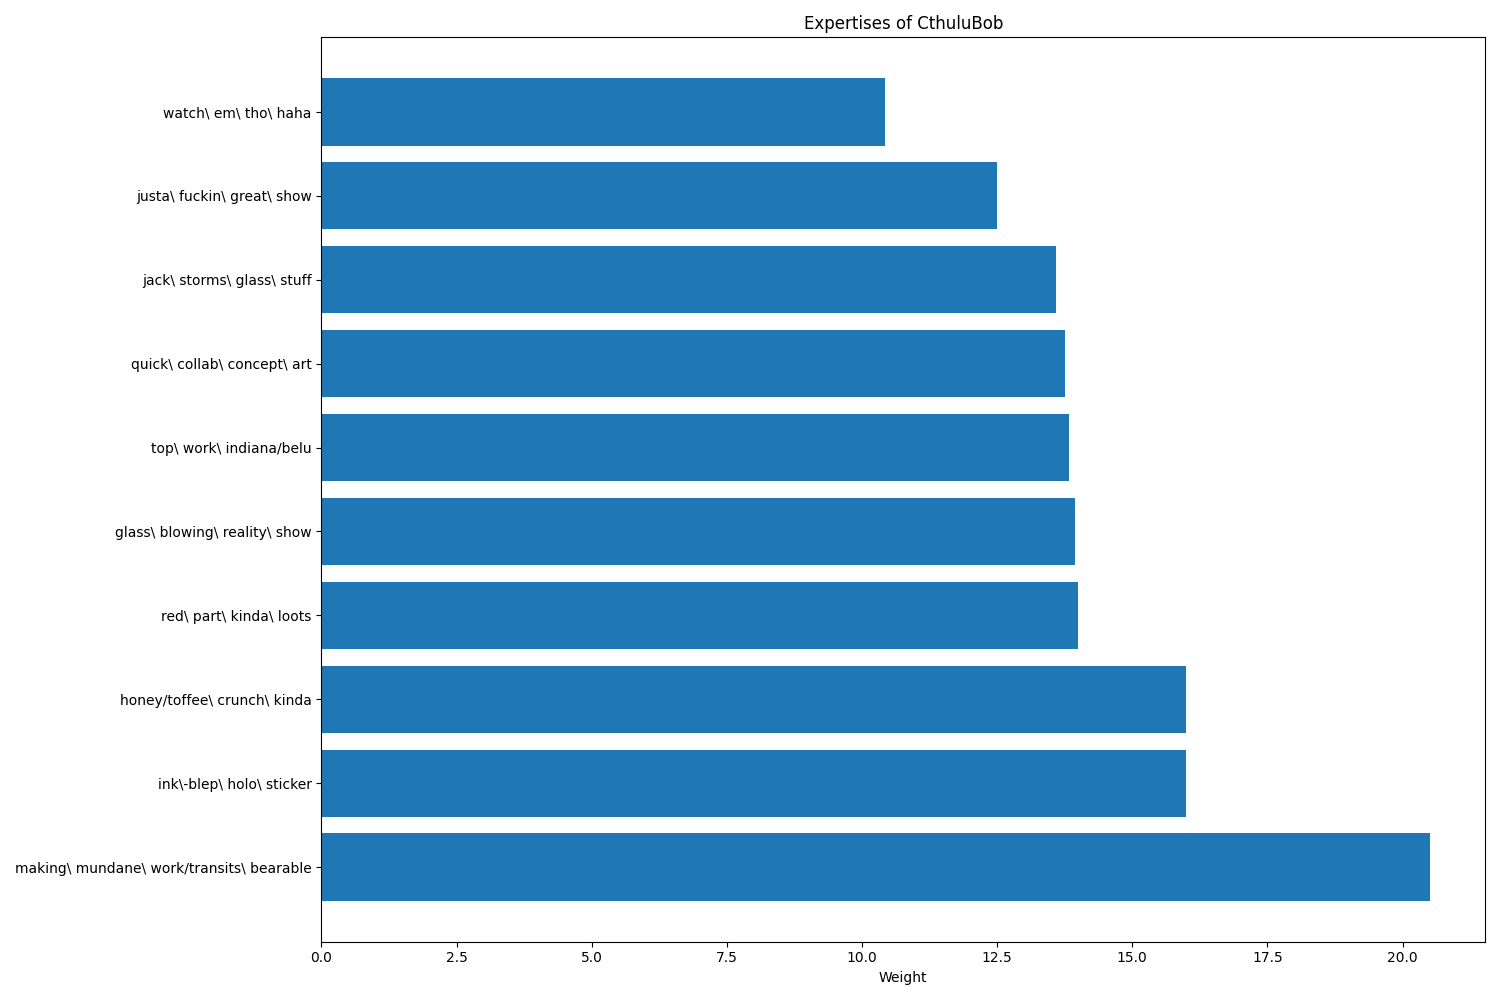 Expertises of CthuluBob
watch\ em\ tho\ haha
justa\ fuckin\ great\ show
jack\ storms\ glass\ stuff
quick\ collab\ concept\ art
top\ work\ indiana/belu
glass\ blowing\ reality\ show
red\ part\ kinda\ loots
honey/toffee\ crunch\ kinda
ink\-blep\ holo\ sticker
making\ mundane\ work/transits\ bearable
0.0 2.5 5.0 7.5 10.0 12.5 15.0 17.5 20.0
Weight